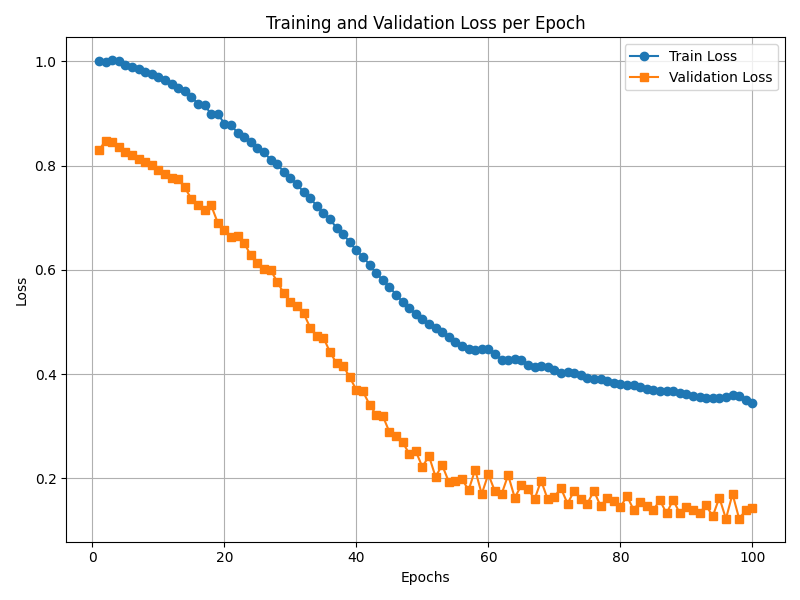 Training and Validation Loss per Epoch
Train Loss
Validation Loss
1.0
0.8
0.6
0.4
0.2
Loss
0 20 40 60 80 100
Epochs